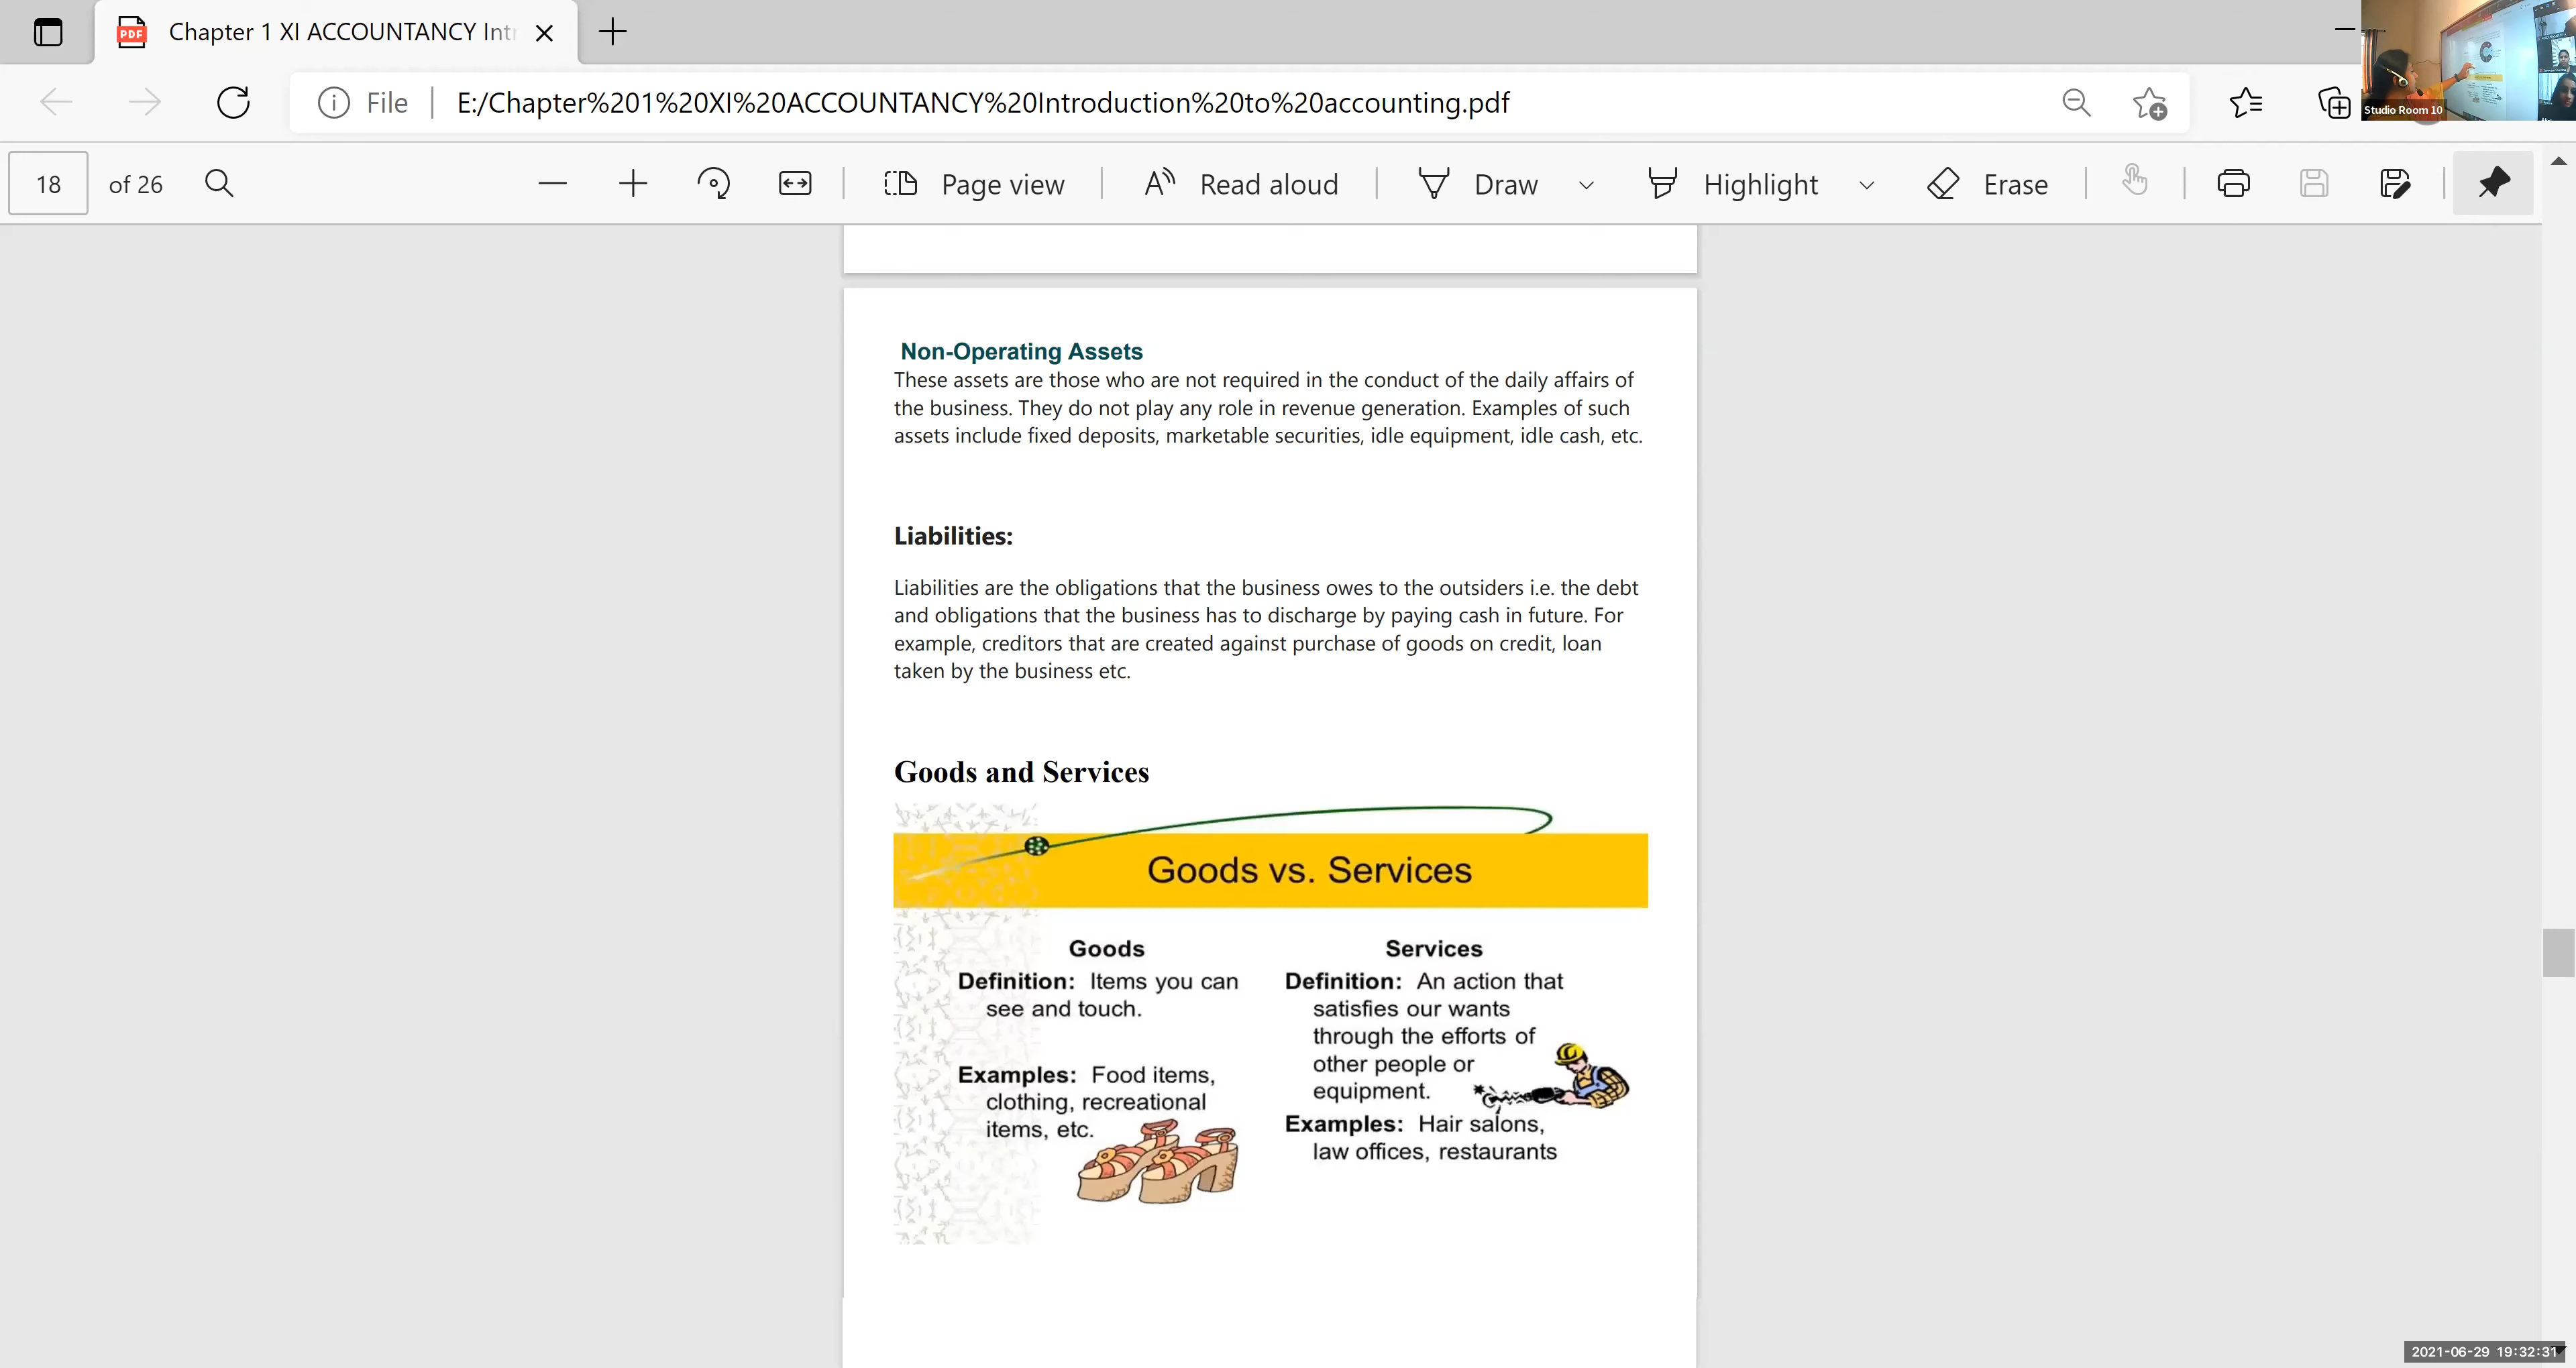 Chapter 1 XI ACCOUNTANCY Intr
File
E:/Chapter%201%20XI%20ACCOUNTANCY%20Introduction%20to%20accounting.pdf
Studio Room 10
18 of 26
Page view
Read aloud
Draw
Highlight
Erase
Non-Operating Assets
These assets are those who are not required in the conduct of the daily affairs of
the business. They do not play any role in revenue generation. Examples of such
assets include fixed deposits, marketable securities, idle equipment, idle cash, etc.
Liabilities:
Liabilities are the obligations that the business owes to the outsiders i.e. the debt
and obligations that the business has to discharge by paying cash in future. For
example, creditors that are created against purchase of goods on credit, loan
taken by the business etc.
Goods and Services
Goods vs. Services
Goods
Definition: Items you can
see and touch.
Examples: Food items,
clothing, recreational
items, etc.
Services
Definition: An action that
satisfies our wants
through the efforts of
other people or
equipment.
Examples: Hair salons,
law offices, restaurants
2021-06-29 19:32:31